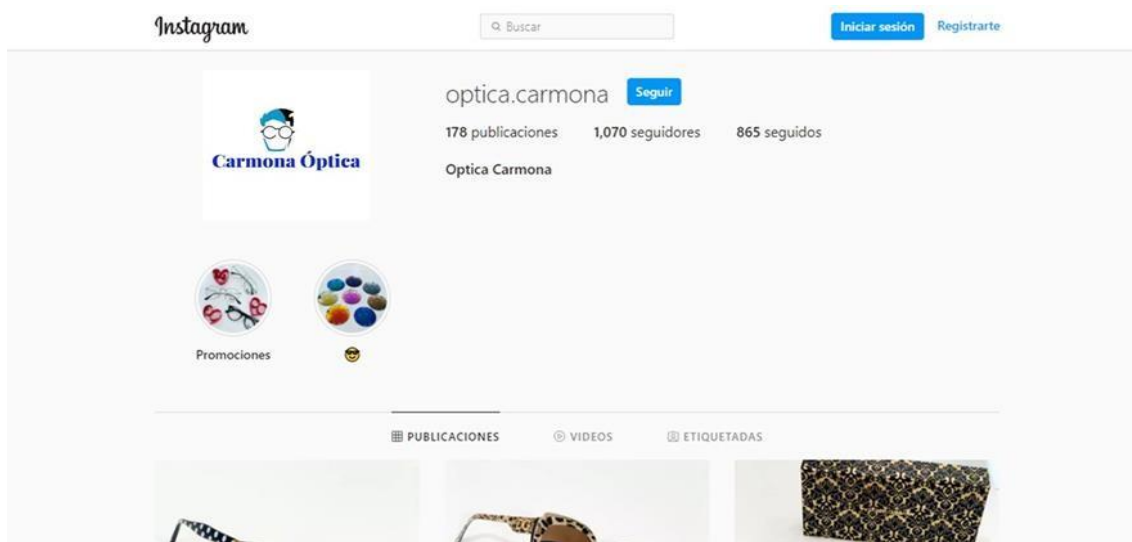 Instagram
Buscar
Iniciar sesión
Registrarte
Carmona Óptica
optica.carmona
Seguir
178 publicaciones 1,070 seguidores 865 seguidos
Optica Carmona
Promociones
PUBLICACIONES VIDEOS ETIQUETADAS